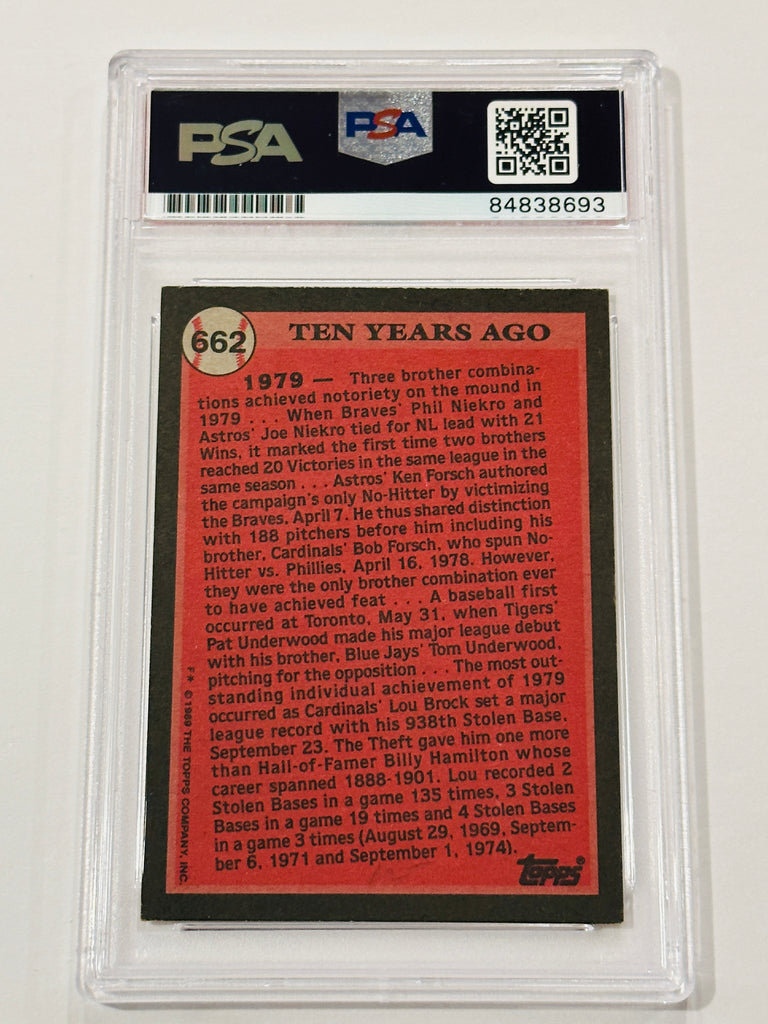 PSA
PSA
84838693
662
TEN YEARS AGO
1979 — Three brother combina-
tions achieved notoriety on the mound in
1979 . . . When Braves' Phil Niekro and
Astros' Joe Niekro tied for NL lead with 21
Wins, it marked the first time two brothers
reached 20 Victories in the same league in the
same season . . . Astros' Ken Forsch authored
the campaign's only No-Hitter by victimizing
the Braves, April 7. He thus shared distinction
with 188 pitchers before him including his
brother, Cardinals' Bob Forsch, who spun No-
Hitter vs. Phillies, April 16, 1978. However,
they were the only brother combination ever
to have achieved feat . . . A baseball first
occurred at Toronto, May 31, when Tigers'
Pat Underwood made his major league debut
with his brother, Blue Jays' Tom Underwood,
pitching for the opposition . . . The most out-
standing individual achievement of 1979
occurred as Cardinals' Lou Brock set a major
league record with his 938th Stolen Base,
September 23. The Theft gave him one more
than Hall-of-Famer Billy Hamilton whose
career spanned 1888-1901. Lou recorded 2
Stolen Bases in a game 135 times, 3 Stolen
Bases in a game 19 times and 4 Stolen Bases
in a game 3 times (August 29, 1969, Septem-
ber 6, 1971 and September 1, 1974).
F** © 1989 THE TOPPS COMPANY, INC.
topps®